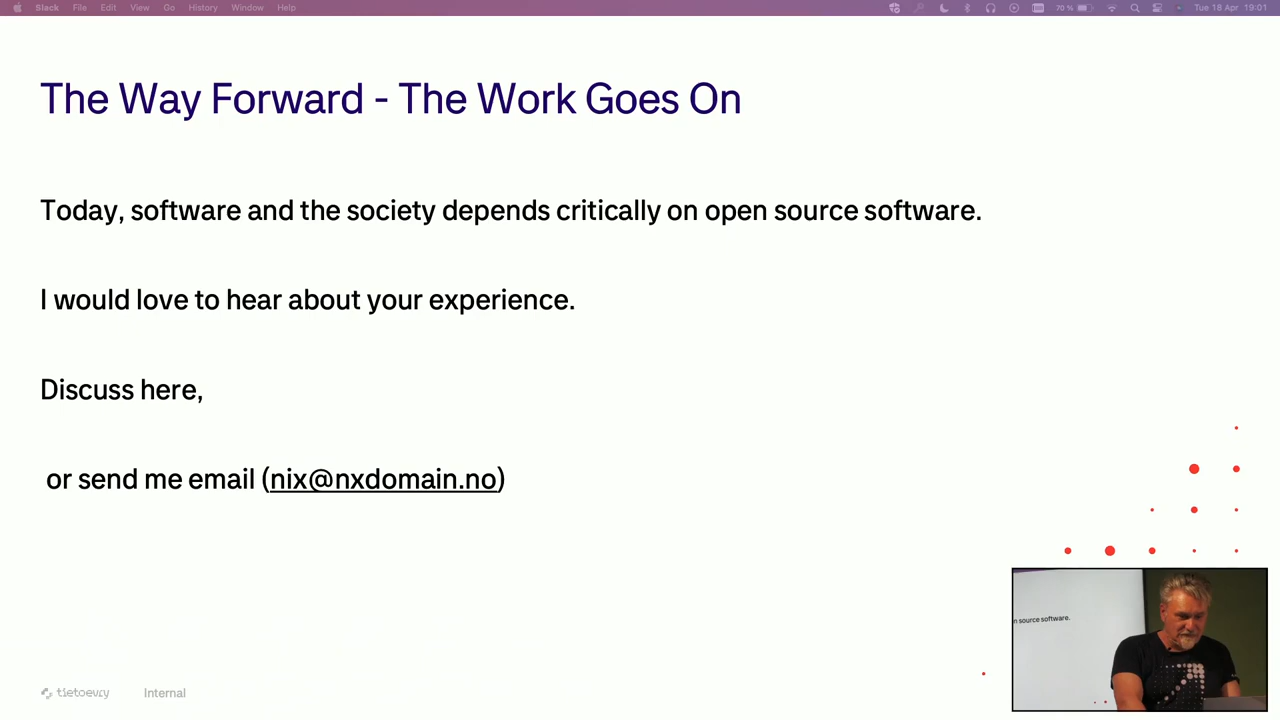 Slack File Edit View Go History Window Help 70 % Tue 18 Apr 19:01
The Way Forward - The Work Goes On
Today, software and the society depends critically on open source software.
I would love to hear about your experience.
Discuss here,
or send me email (nix@nxdomain.no)
n source software.
tietoevry Internal